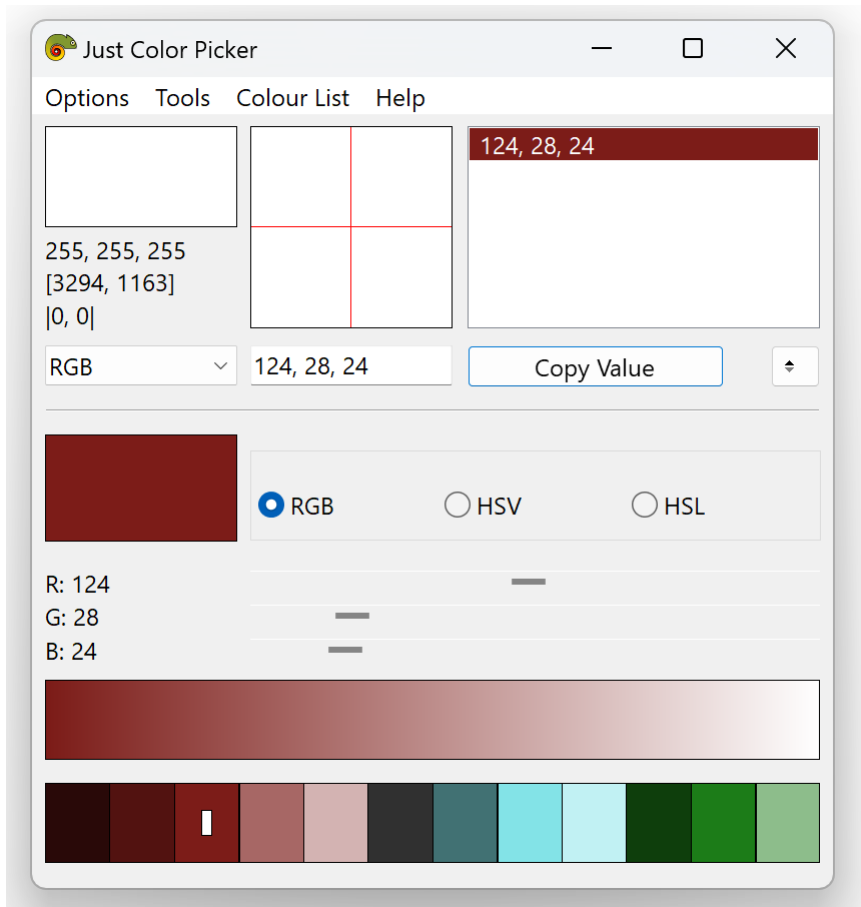 Just Color Picker
Options Tools Colour List Help
124, 28, 24
255, 255, 255
[3294, 1163]
|0, 0|
RGB
124, 28, 24
Copy Value
RGB HSV HSL
R: 124
G: 28
B: 24